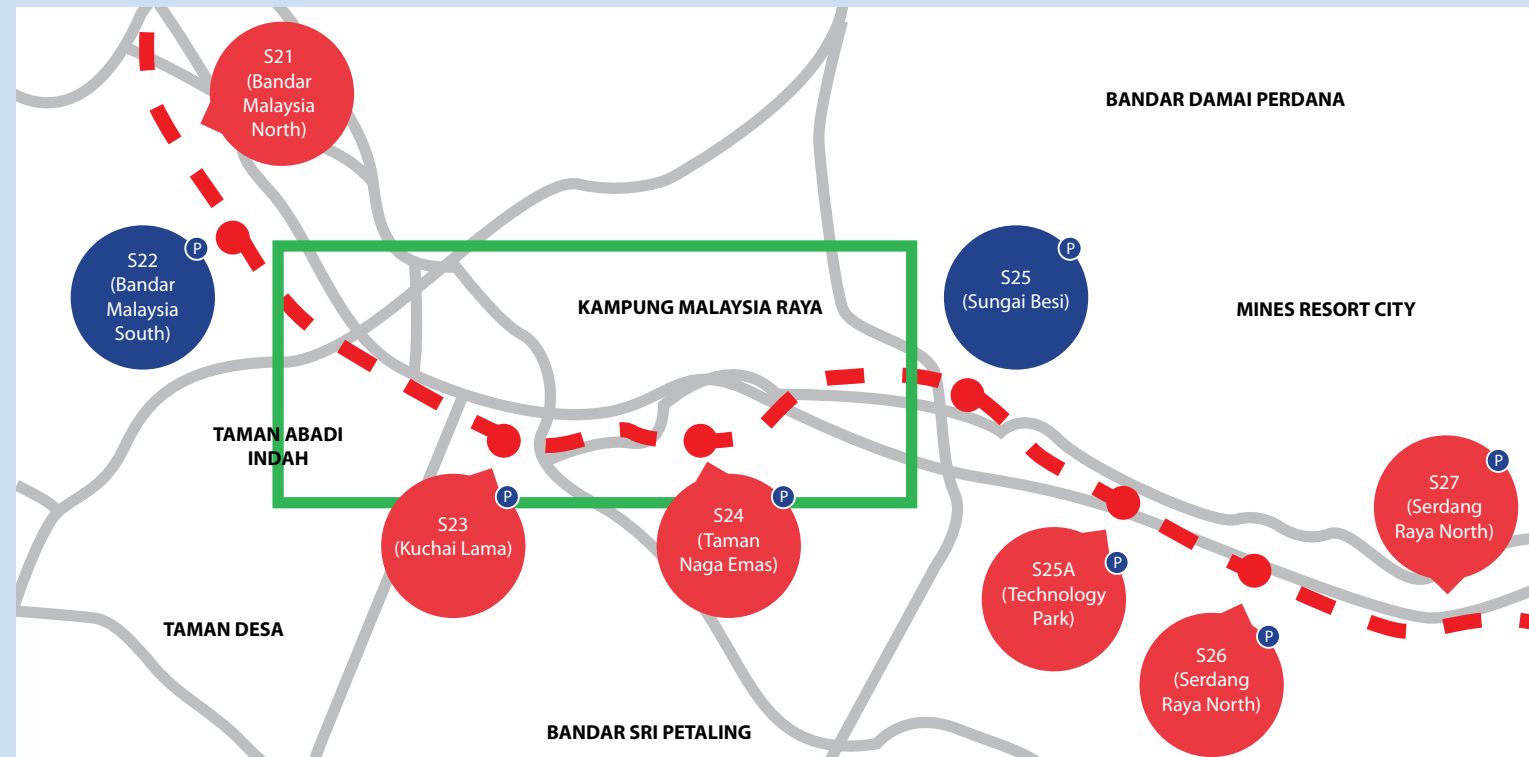 S21
(Bandar
Malaysia
North)
BANDAR DAMAI PERDANA
P
S22
(Bandar
Malaysia
South)
P
S25
(Sungai Besi)
KAMPUNG MALAYSIA RAYA
MINES RESORT CITY
TAMAN ABADI
INDAH
P
S23
(Kuchai Lama)
P
S24
(Taman
Naga Emas)
P
S27
(Serdang
Raya North)
P
S25A
(Technology
Park)
P
S26
(Serdang
Raya North)
TAMAN DESA
BANDAR SRI PETALING